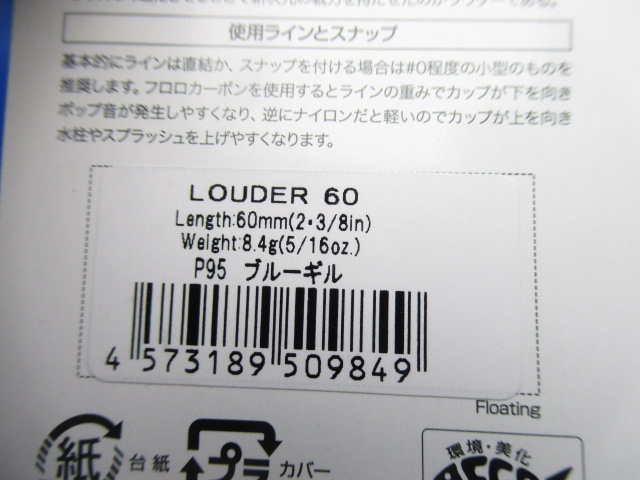 使用ラインとスナップ
基本的にラインは直結か、スナップを付ける場合は#0程度の小型のものを
推奨します。フロロカーボンを使用するとラインの重みでカップが下を向き
ポップ音が発生しやすくなり、逆にナイロンだと軽いのでカップが上を向き
水柱やスプラッシュを上げやすくなります。
LOUDER 60
Length:60mm(2・3/8in)
Weight:8.4g(5/16oz.)
P95 ブルーギル
4 573189 509849
Floating
紙 台紙
プラ カバー
環境・美化